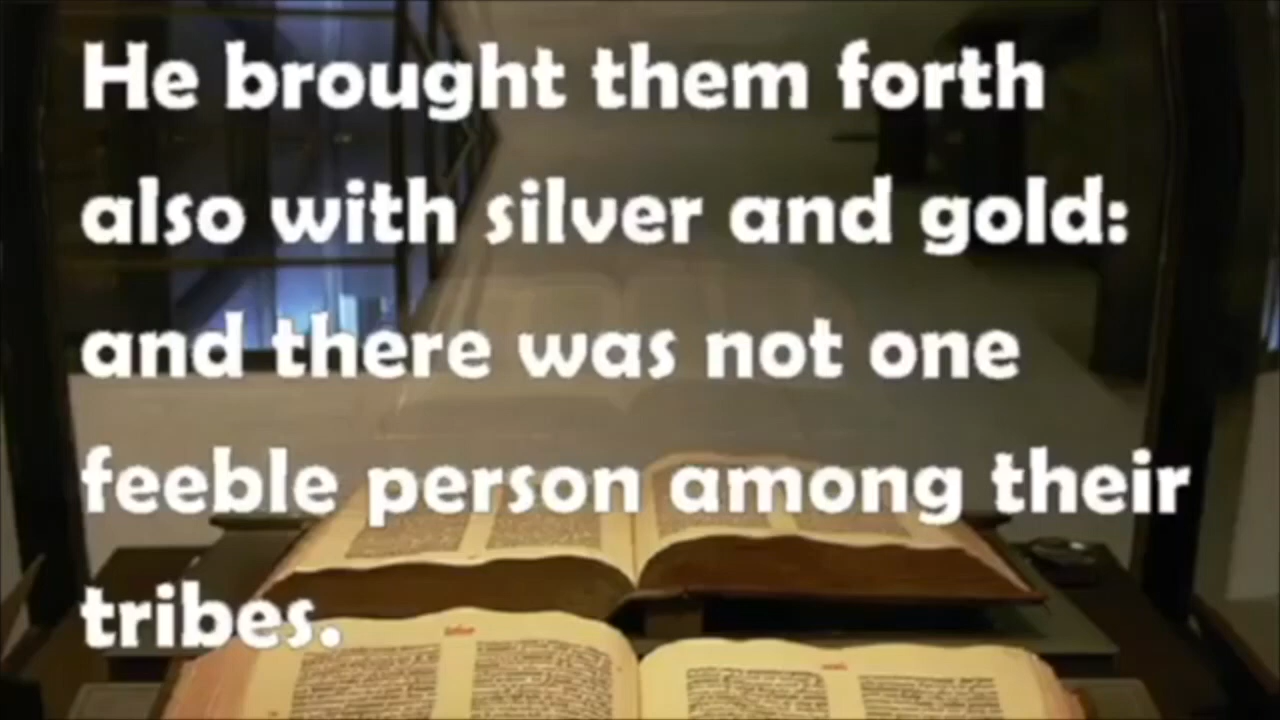 He brought them forth
also with silver and gold:
and there was not one
feeble person among their
tribes.